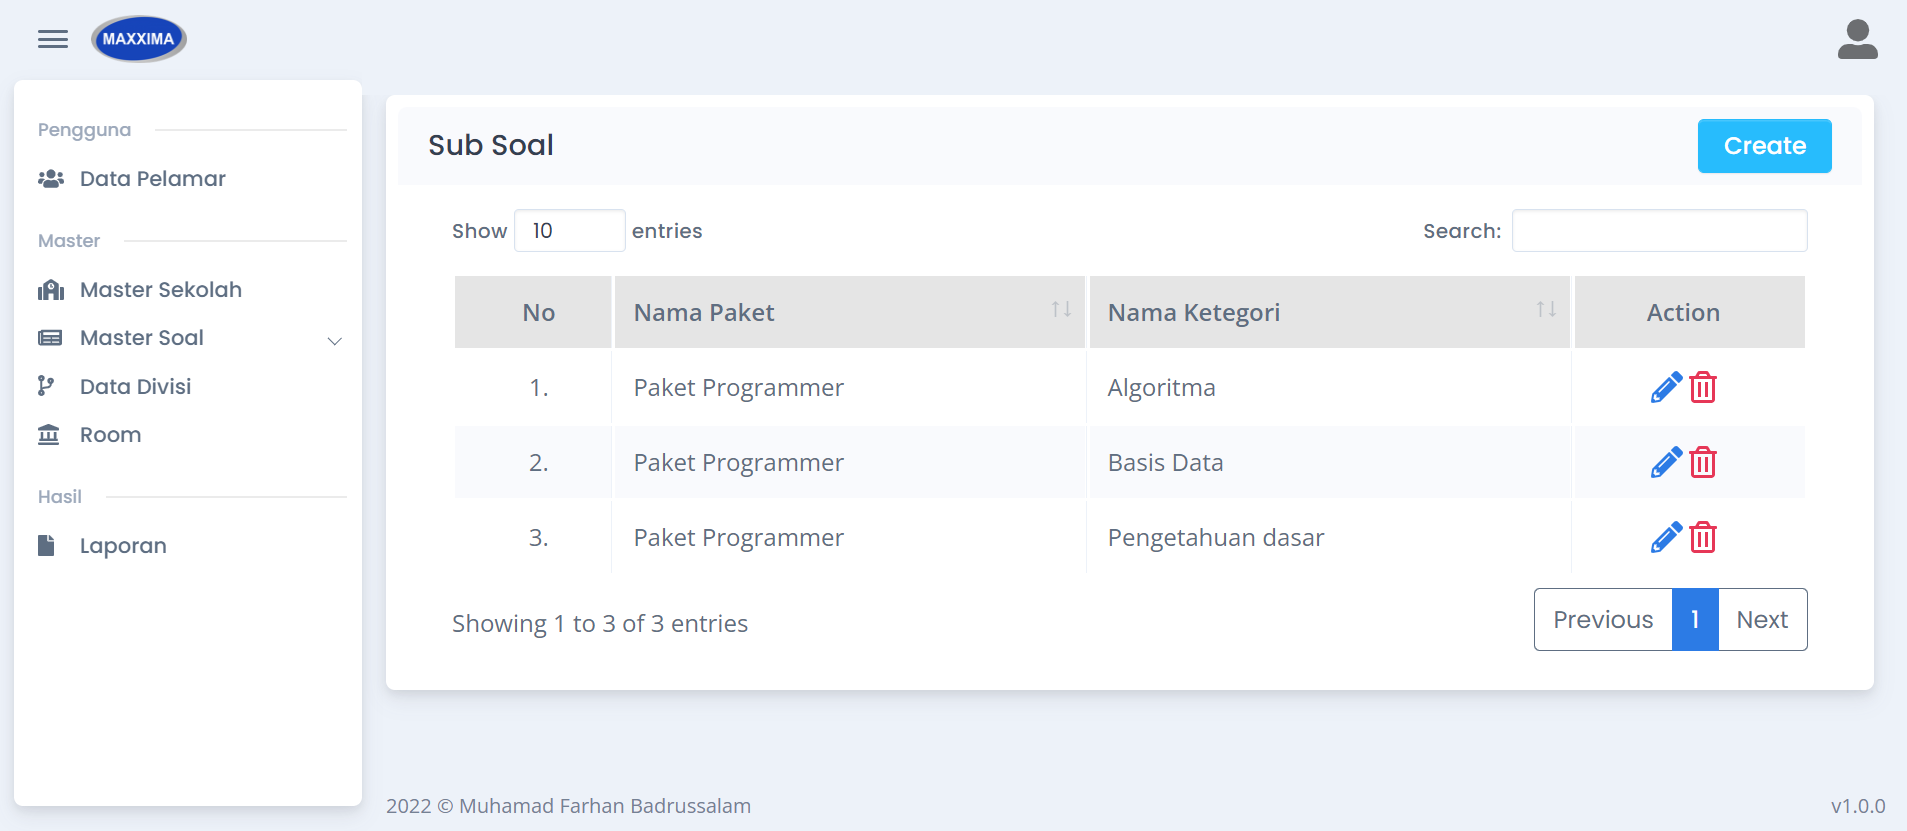 MAXXIMA
Pengguna
Data Pelamar
Master
Master Sekolah
Master Soal
Data Divisi
Room
Hasil
Laporan
Sub Soal
Create
Show 10 entries
Search:
No Nama Paket Nama Ketegori Action
1. Paket Programmer Algoritma
2. Paket Programmer Basis Data
3. Paket Programmer Pengetahuan dasar
Showing 1 to 3 of 3 entries
Previous 1 Next
2022 © Muhamad Farhan Badrussalam
v1.0.0